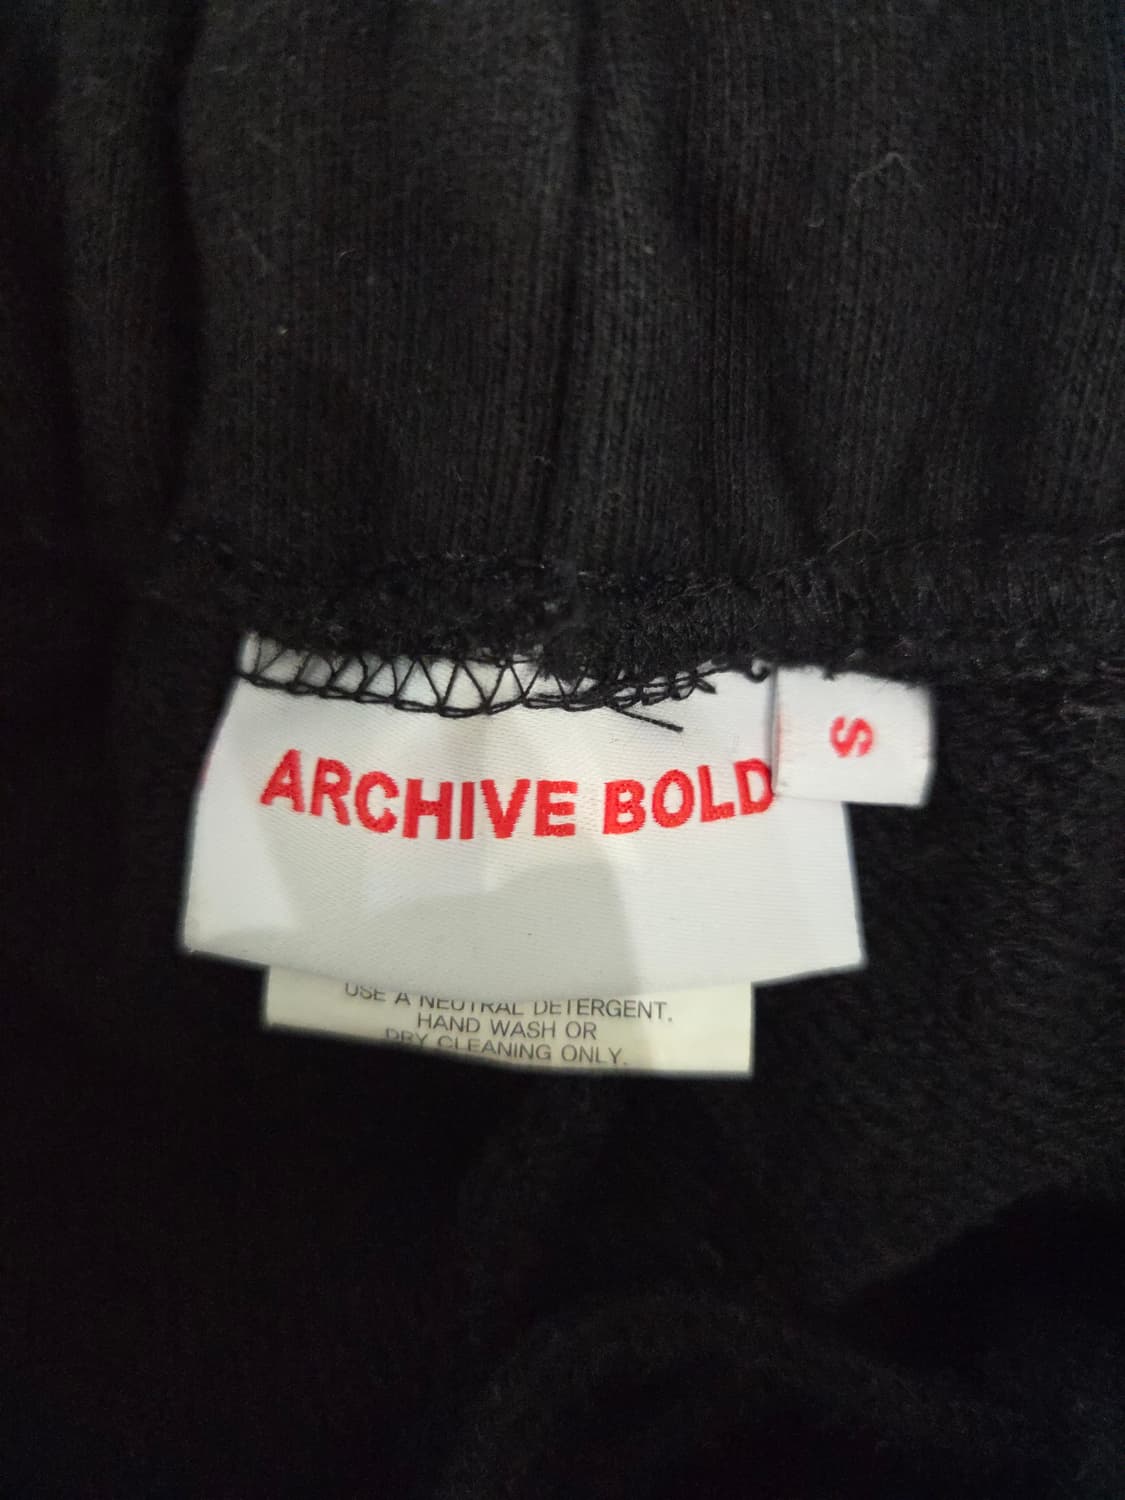 ARCHIVE BOLD
S
USE A NEUTRAL DETERGENT.
HAND WASH OR
DRY CLEANING ONLY.